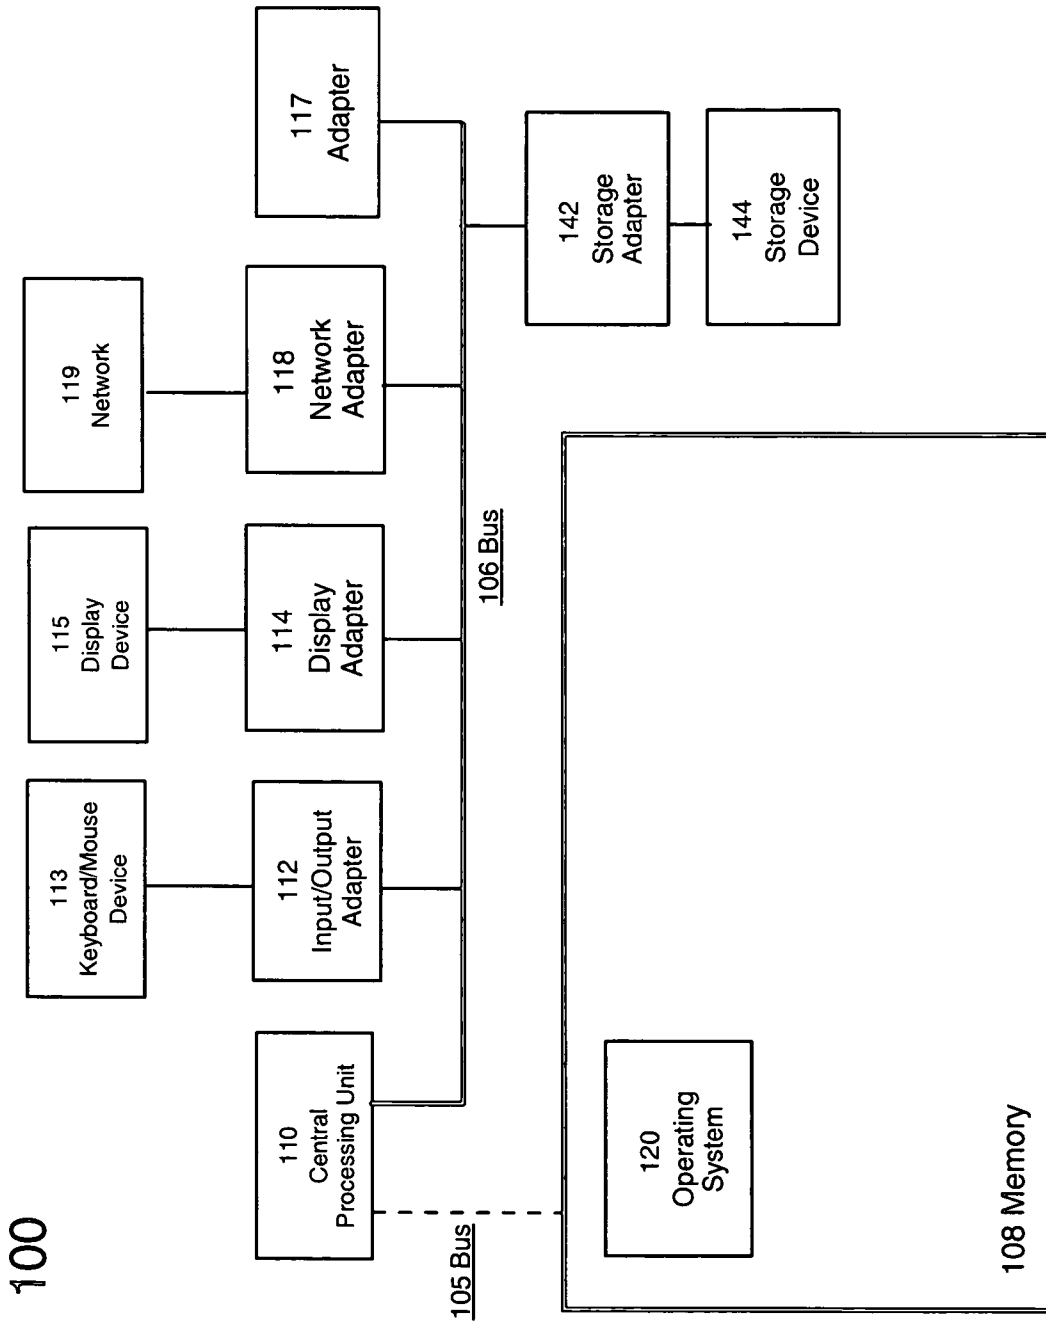 100
113
Keyboard/Mouse
Device
115
Display
Device
119
Network
110
Central
Processing Unit
112
Input/Output
Adapter
114
Display
Adapter
118
Network
Adapter
117
Adapter
105 Bus
106 Bus
142
Storage
Adapter
144
Storage
Device
120
Operating
System
108 Memory